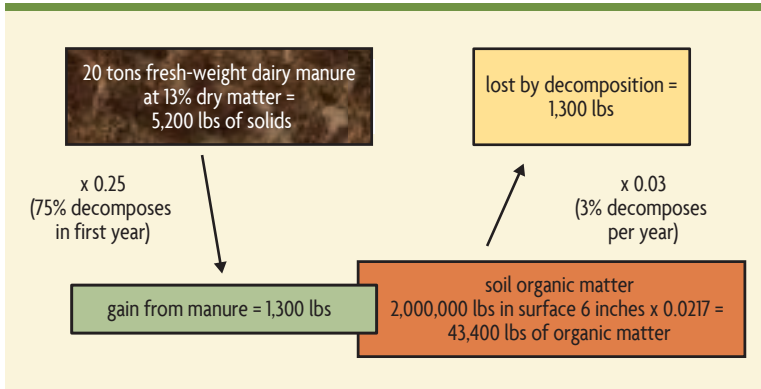 20 tons fresh-weight dairy manure
at 13% dry matter =
5,200 lbs of solids
lost by decomposition =
1,300 lbs
x 0.25
(75% decomposes
in first year)
x 0.03
(3% decomposes
per year)
gain from manure = 1,300 lbs
soil organic matter
2,000,000 lbs in surface 6 inches x 0.0217 =
43,400 lbs of organic matter